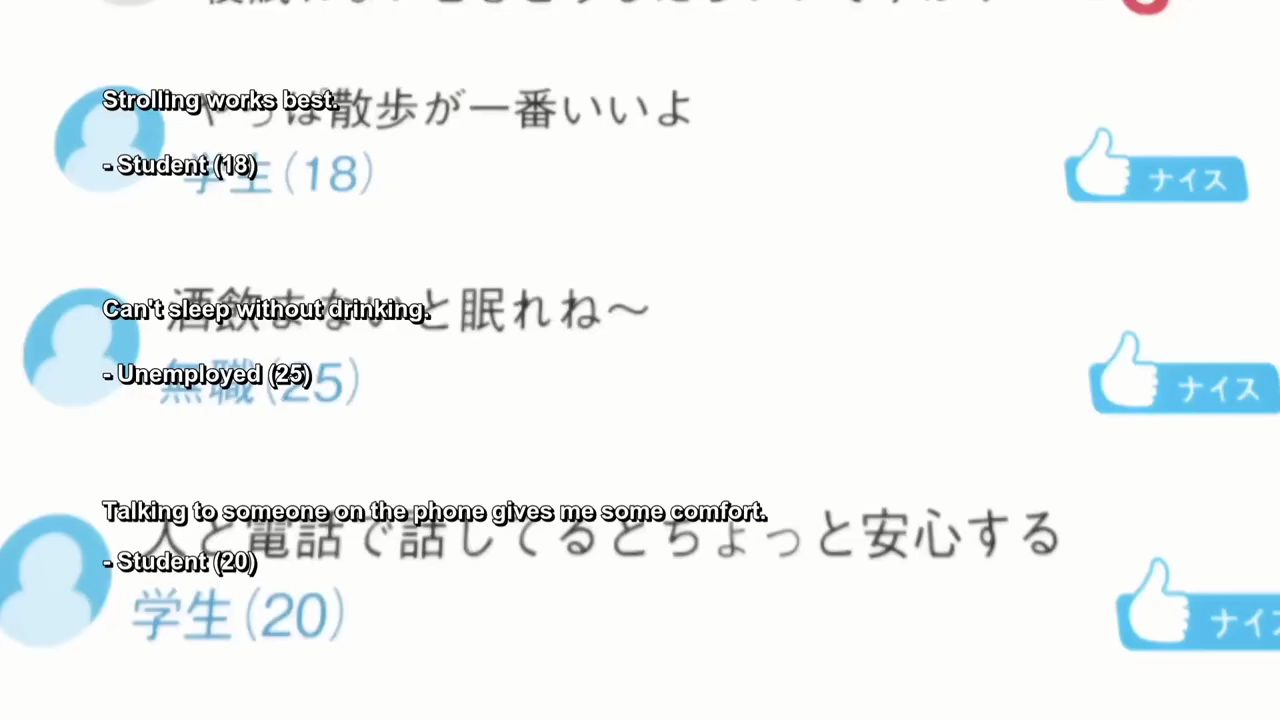 Strolling works best.
やっぱ散歩が一番いいよ
- Student (18)
学生(18)
ナイス
Can't sleep without drinking.
酒飲まないと眠れね〜
- Unemployed (25)
無職(25)
ナイス
Talking to someone on the phone gives me some comfort.
人と電話で話してるとちょっと安心する
- Student (20)
学生(20)
ナイス